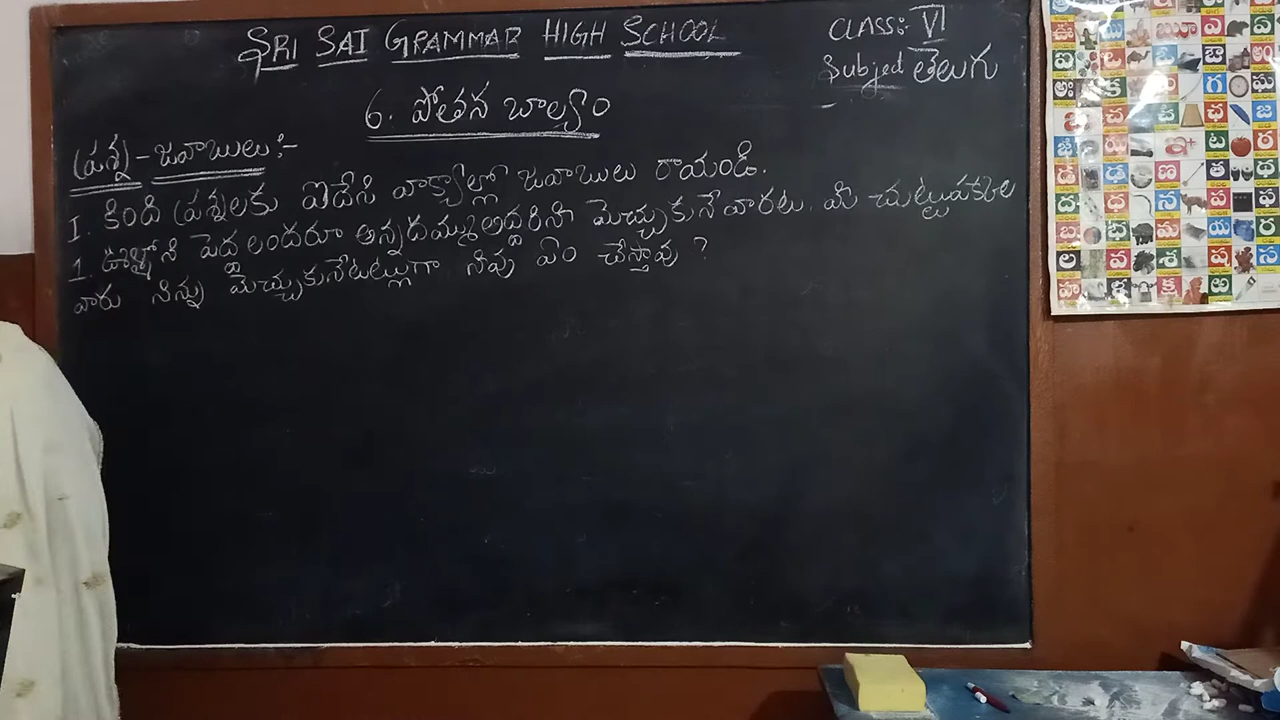 SRI SAI GRAMMAR HIGH SCHOOL
CLASS: VI
Subject తెలుగు
6. పోతన బాల్యం
ప్రశ్న - జవాబులు :-
I. కింది ప్రశ్నలకు ఐదేసి వాక్యాల్లో జవాబులు రాయండి.
1. ఊళ్ళోని పెద్దలందరూ అన్నదమ్ములిద్దరినీ మెచ్చుకునేవారట. మీ చుట్టుపక్కల
వారు నిన్ను మెచ్చుకునేటట్లుగా నీవు ఏం చేస్తావు ?